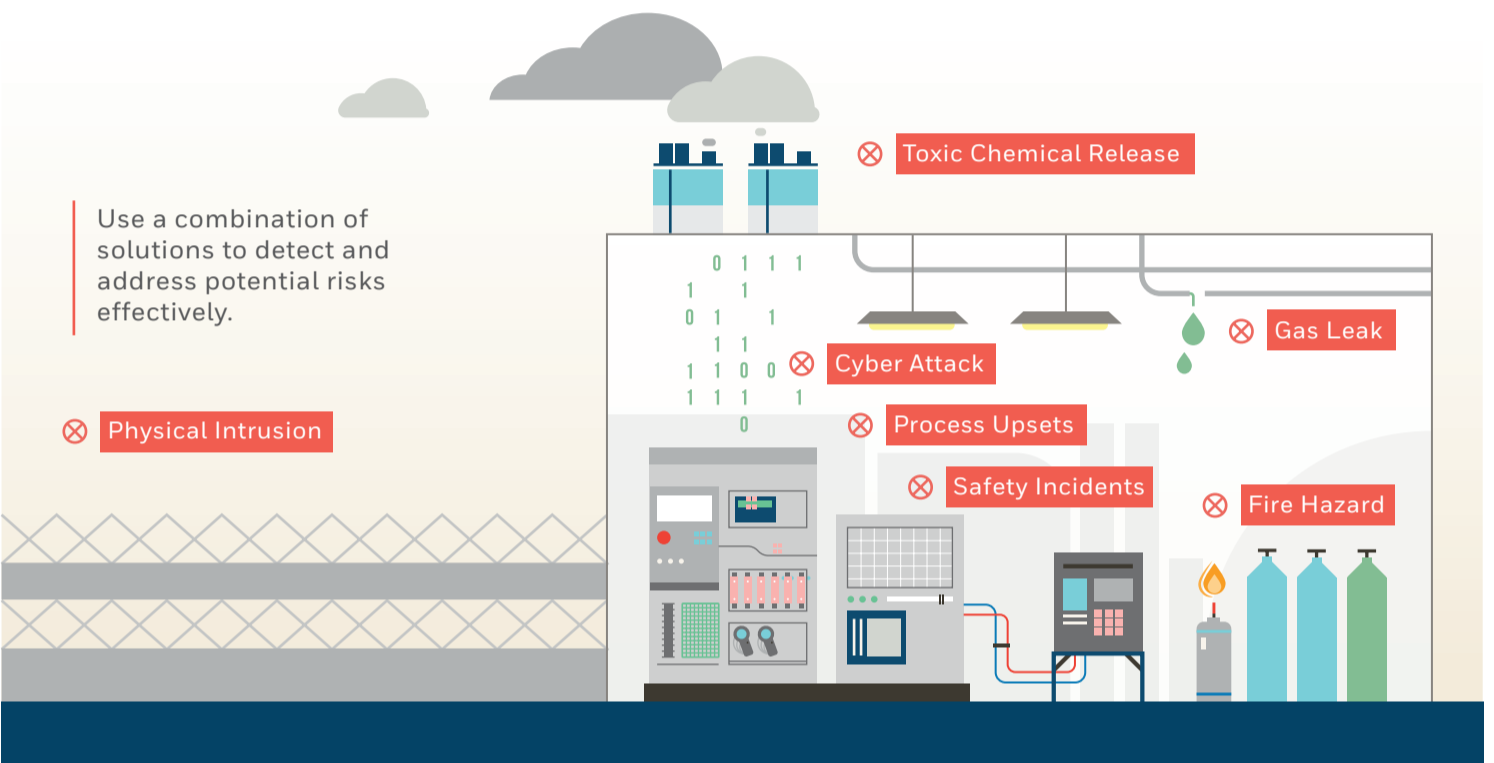 Toxic Chemical Release
Use a combination of
solutions to detect and
address potential risks
effectively.
0 1 1 1
1 1
0 1 1
1 1
1 1 0 0
1 1 1 1
0
Gas Leak
Cyber Attack
Physical Intrusion
Process Upsets
Safety Incidents
Fire Hazard